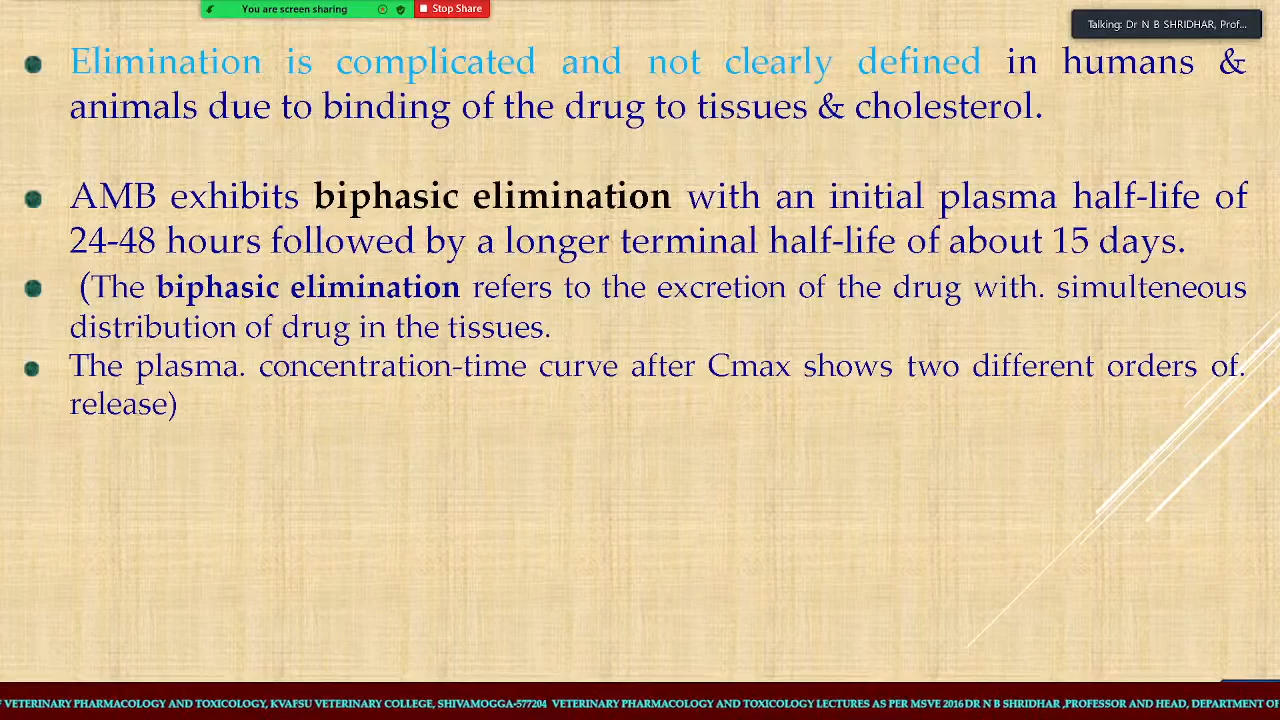 You are screen sharing
Stop Share
Talking: Dr N B SHRIDHAR, Prof...
Elimination is complicated and not clearly defined in humans &
animals due to binding of the drug to tissues & cholesterol.
AMB exhibits biphasic elimination with an initial plasma half-life of
24-48 hours followed by a longer terminal half-life of about 15 days.
(The biphasic elimination refers to the excretion of the drug with. simulteneous
distribution of drug in the tissues.
The plasma. concentration-time curve after Cmax shows two different orders of.
release)
VETERINARY PHARMACOLOGY AND TOXICOLOGY, KVAFSU VETERINARY COLLEGE, SHIVAMOGGA-577204 VETERINARY PHARMACOLOGY AND TOXICOLOGY LECTURES AS PER MSVE 2016 DR N B SHRIDHAR ,PROFESSOR AND HEAD, DEPARTMENT